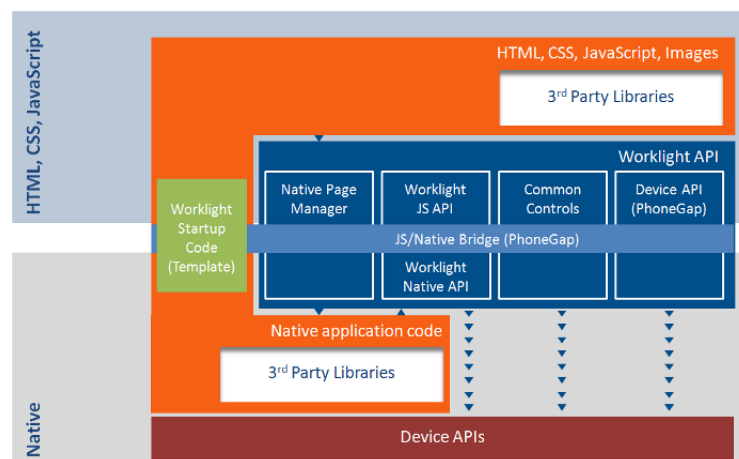 HTML, CSS, JavaScript
HTML, CSS, JavaScript, Images
3rd Party Libraries
Worklight API
Native Page
Manager
Worklight
JS API
Common
Controls
Device API
(PhoneGap)
Worklight
Startup
Code
(Template)
JS/Native Bridge (PhoneGap)
Worklight
Native API
Native application code
3rd Party Libraries
Native
Device APIs